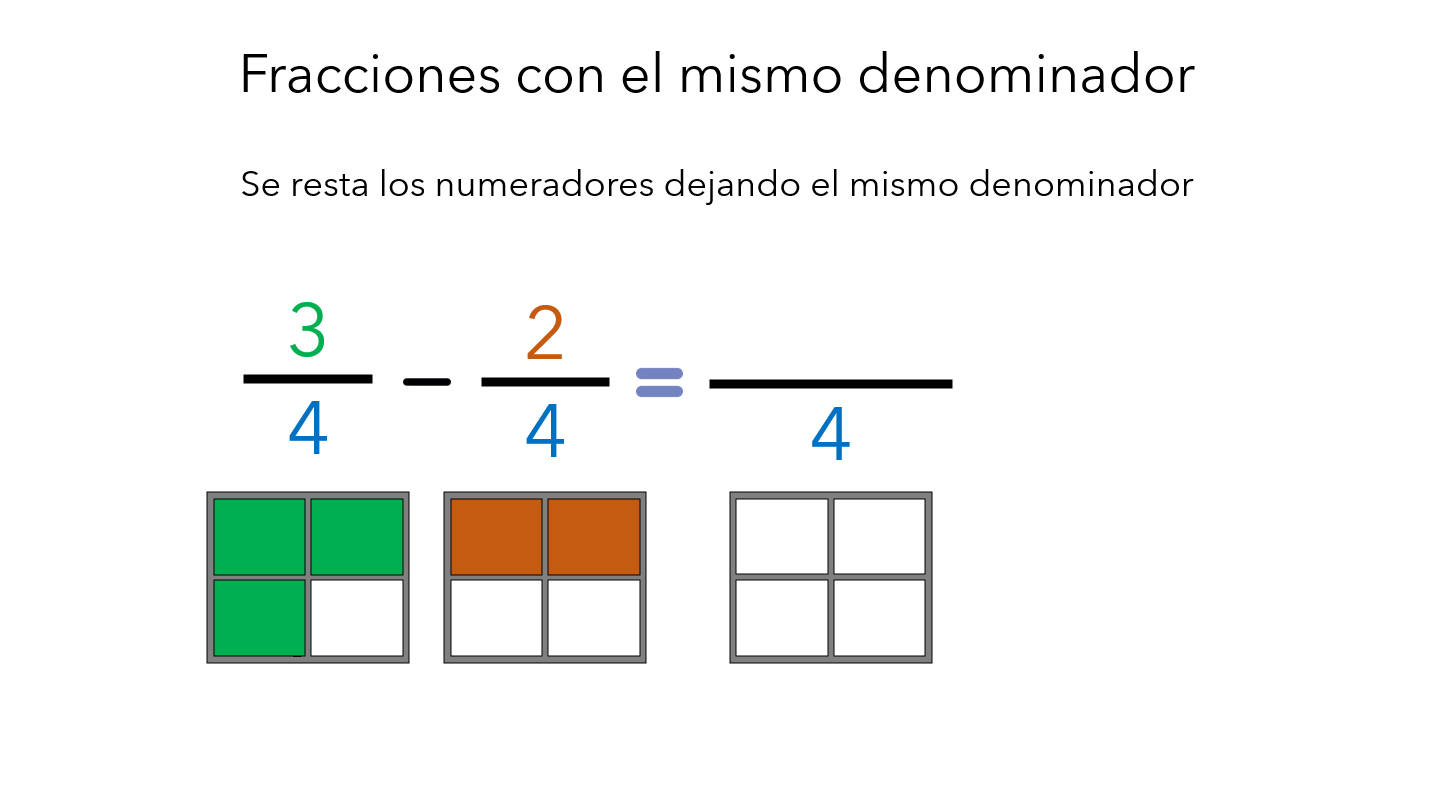 Fracciones con el mismo denominador
Se resta los numeradores dejando el mismo denominador
3 2
— — — = —
4 4 4